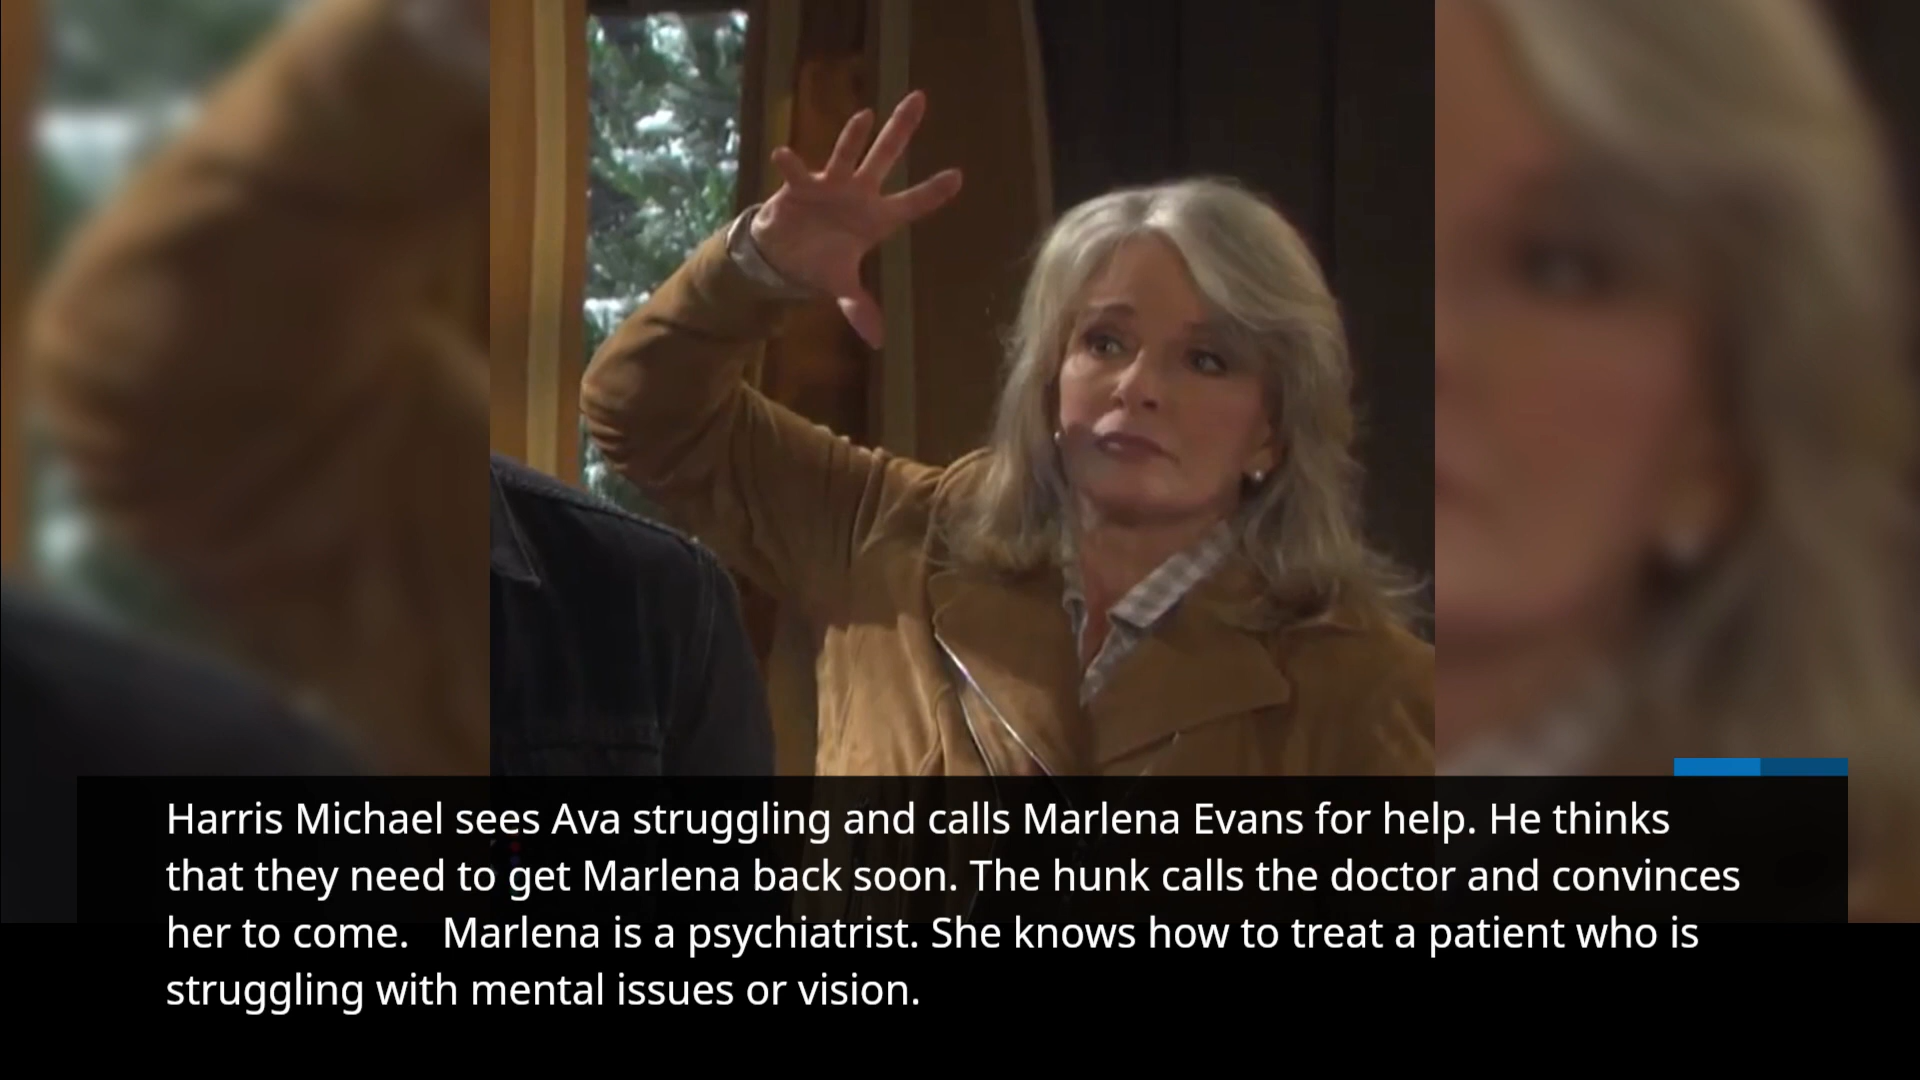 Harris Michael sees Ava struggling and calls Marlena Evans for help. He thinks
that they need to get Marlena back soon. The hunk calls the doctor and convinces
her to come.   Marlena is a psychiatrist. She knows how to treat a patient who is
struggling with mental issues or vision.